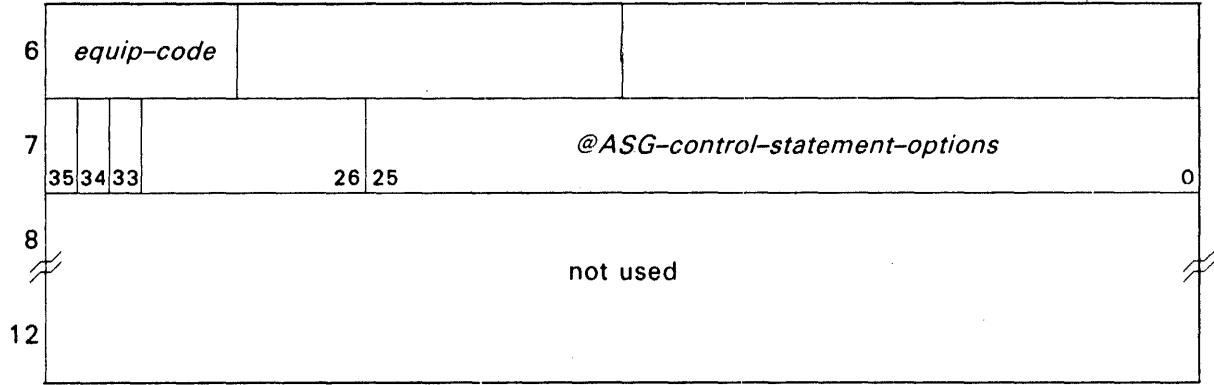 6 equip–code
7 @ASG–control–statement–options
35 34 33 26 25 0
8
not used
12